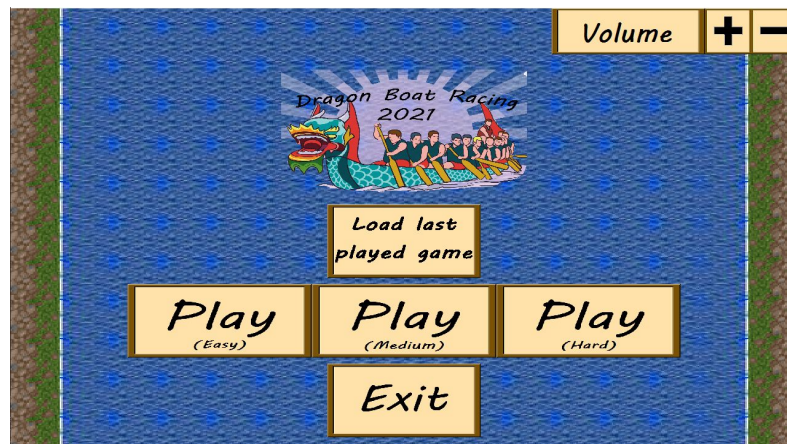 Volume + -
Dragon Boat Racing
2021
Load last
played game
Play Play Play
(Easy) (Medium) (Hard)
Exit